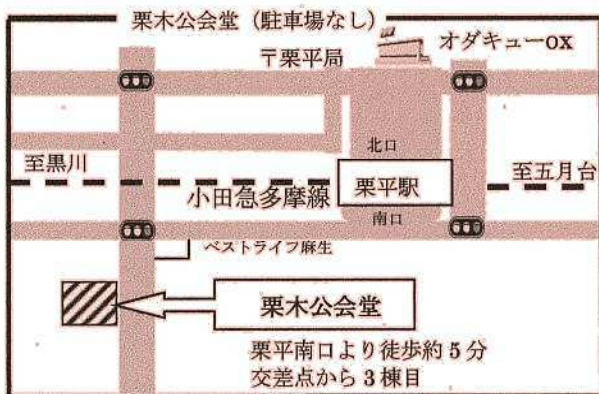 栗木公会堂（駐車場なし）
オダキューOX
〒栗平局
北口
至黒川
栗平駅
至五月台
小田急多摩線
南口
ベストライフ麻生
栗木公会堂
栗平南口より徒歩約5分
交差点から3棟目